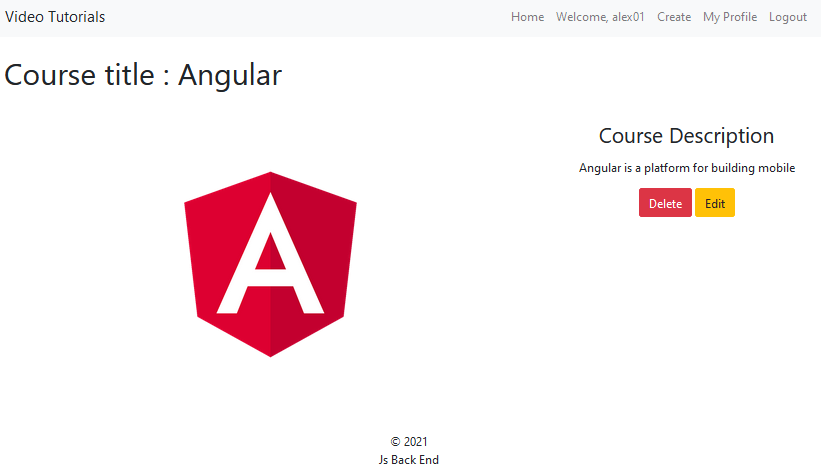 Video Tutorials Home Welcome, alex01 Create My Profile Logout
Course title : Angular
A
Course Description
Angular is a platform for building mobile
Delete Edit
© 2021
Js Back End